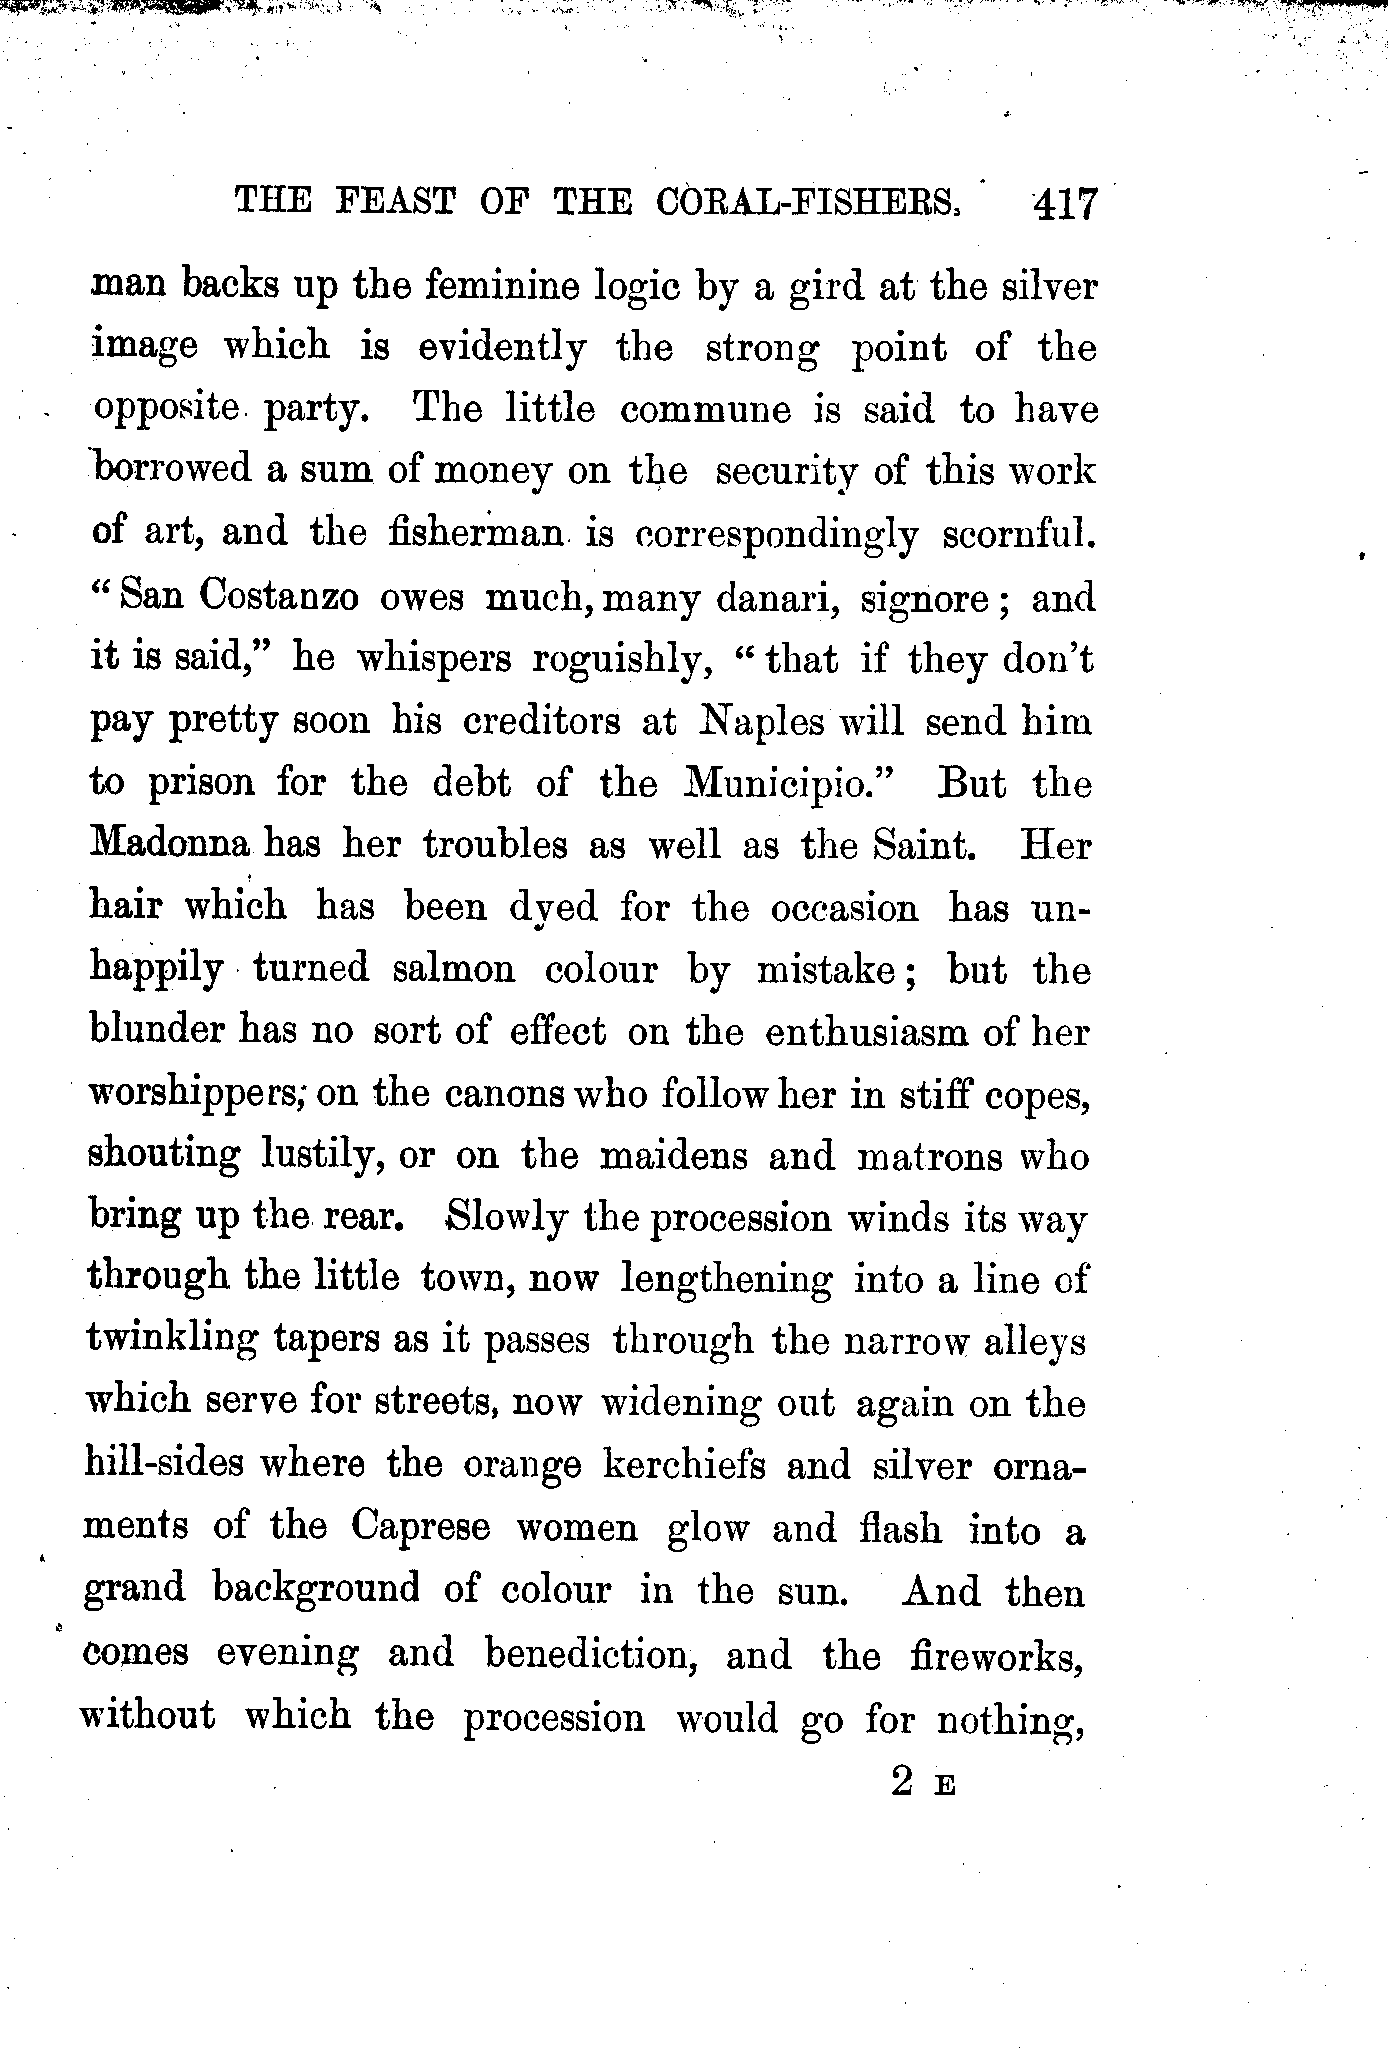 THE FEAST OF THE CORAL-FISHERS. 417
man backs up the feminine logic by a gird at the silver
image which is evidently the strong point of the
opposite party. The little commune is said to have
borrowed a sum of money on the security of this work
of art, and the fisherman is correspondingly scornful.
“San Costanzo owes much, many danari, signore; and
it is said,” he whispers roguishly, “that if they don’t
pay pretty soon his creditors at Naples will send him
to prison for the debt of the Municipio.” But the
Madonna has her troubles as well as the Saint. Her
hair which has been dyed for the occasion has un-
happily turned salmon colour by mistake; but the
blunder has no sort of effect on the enthusiasm of her
worshippers; on the canons who follow her in stiff copes,
shouting lustily, or on the maidens and matrons who
bring up the rear. Slowly the procession winds its way
through the little town, now lengthening into a line of
twinkling tapers as it passes through the narrow alleys
which serve for streets, now widening out again on the
hill-sides where the orange kerchiefs and silver orna-
ments of the Caprese women glow and flash into a
grand background of colour in the sun. And then
comes evening and benediction, and the fireworks,
without which the procession would go for nothing,
2 E